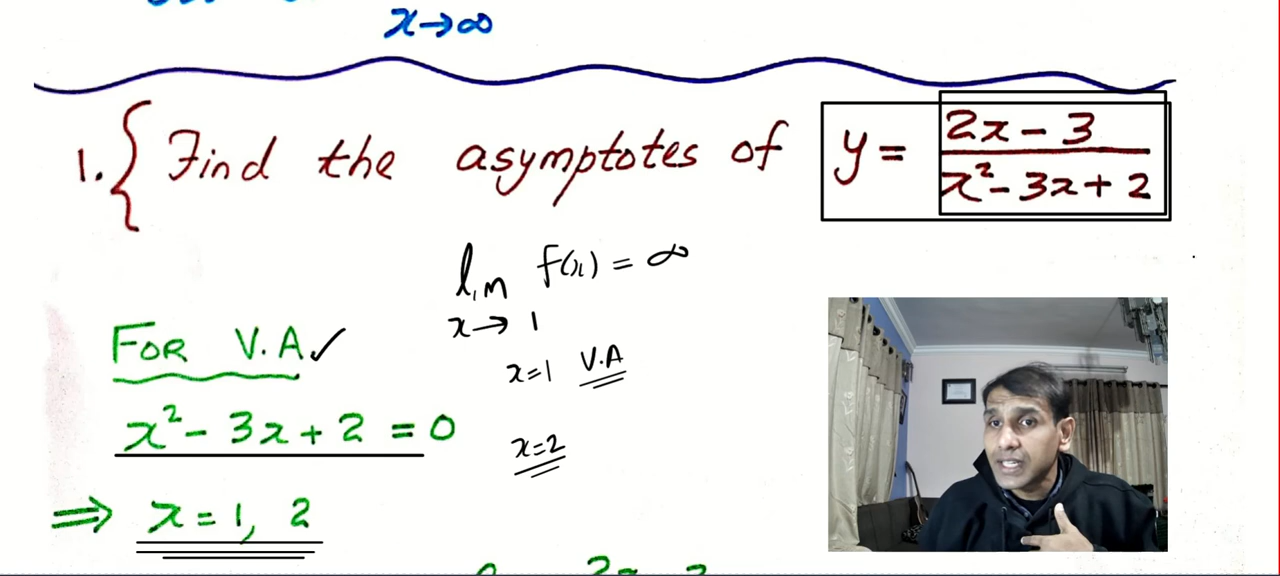 x→∞
1. { Find the asymptotes of y = 2x - 3 / x² - 3x + 2
lim f(x) = ∞
x→ 1
FOR V.A ✓
x=1 V.A
x² - 3x + 2 = 0
x=2
⇒ x = 1, 2